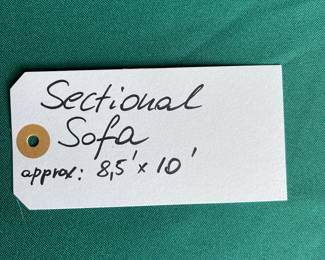 Sectional
Sofa
approx: 8,5' x 10'